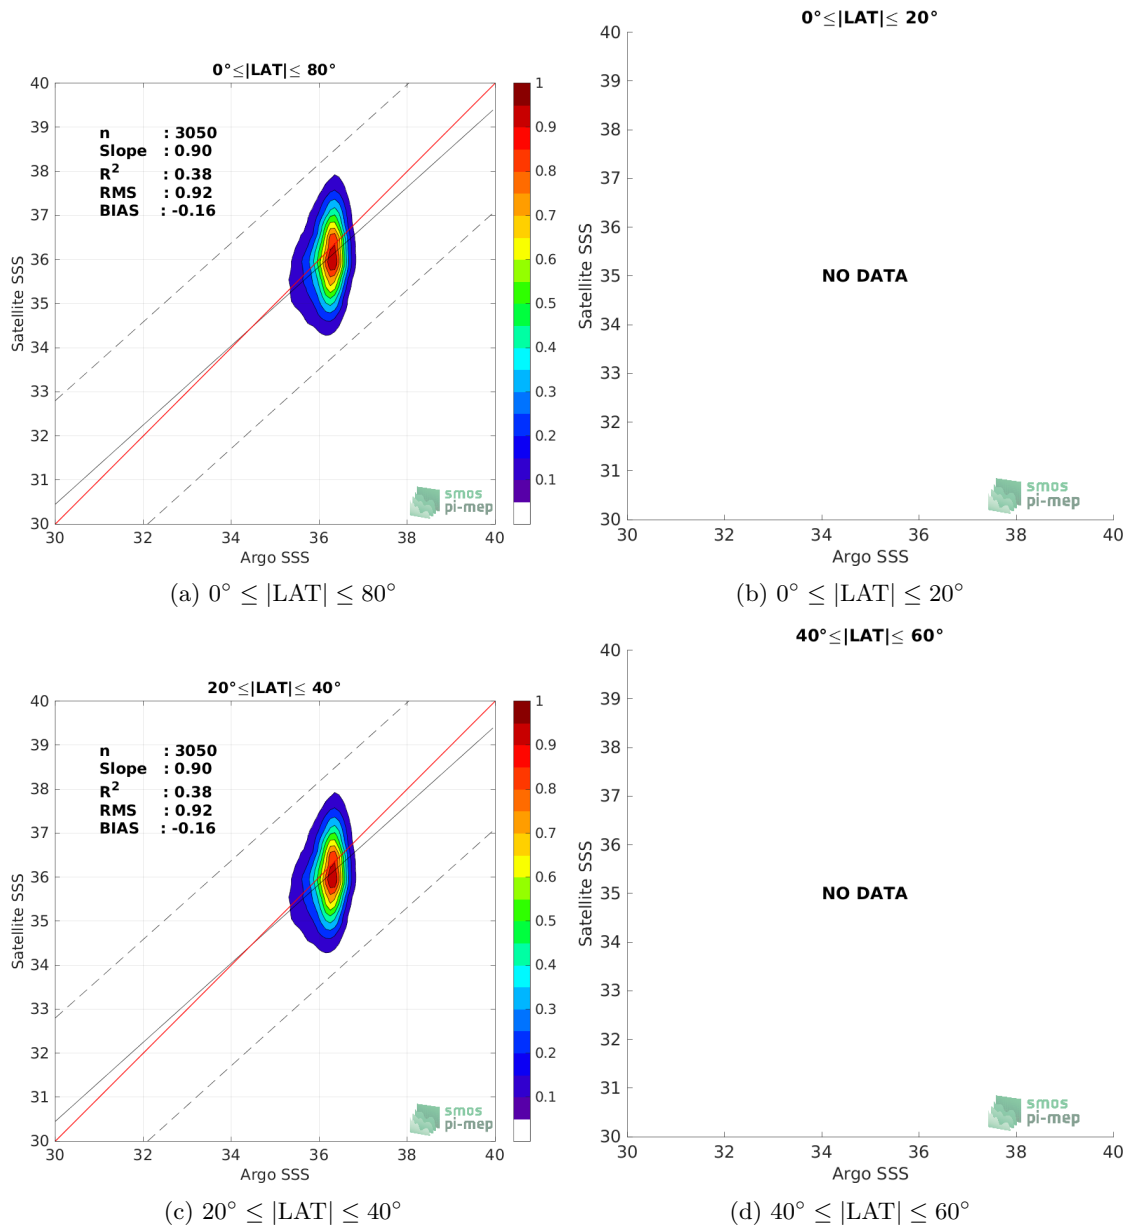 0°≤|LAT|≤ 80°
40
39
38
37
36
35
34
33
32
31
30
Satellite SSS
n : 3050
Slope : 0.90
R2 : 0.38
RMS : 0.92
BIAS : -0.16
smos
pi-mep
30 32 34 36 38 40
Argo SSS
1
0.9
0.8
0.7
0.6
0.5
0.4
0.3
0.2
0.1
(a) 0° ≤ |LAT| ≤ 80°
0°≤|LAT|≤ 20°
40
39
38
37
36
35
34
33
32
31
30
Satellite SSS
NO DATA
smos
pi-mep
30 32 34 36 38 40
Argo SSS
(b) 0° ≤ |LAT| ≤ 20°
20°≤|LAT|≤ 40°
40
39
38
37
36
35
34
33
32
31
30
Satellite SSS
n : 3050
Slope : 0.90
R2 : 0.38
RMS : 0.92
BIAS : -0.16
smos
pi-mep
30 32 34 36 38 40
Argo SSS
1
0.9
0.8
0.7
0.6
0.5
0.4
0.3
0.2
0.1
(c) 20° ≤ |LAT| ≤ 40°
40°≤|LAT|≤ 60°
40
39
38
37
36
35
34
33
32
31
30
Satellite SSS
NO DATA
smos
pi-mep
30 32 34 36 38 40
Argo SSS
(d) 40° ≤ |LAT| ≤ 60°